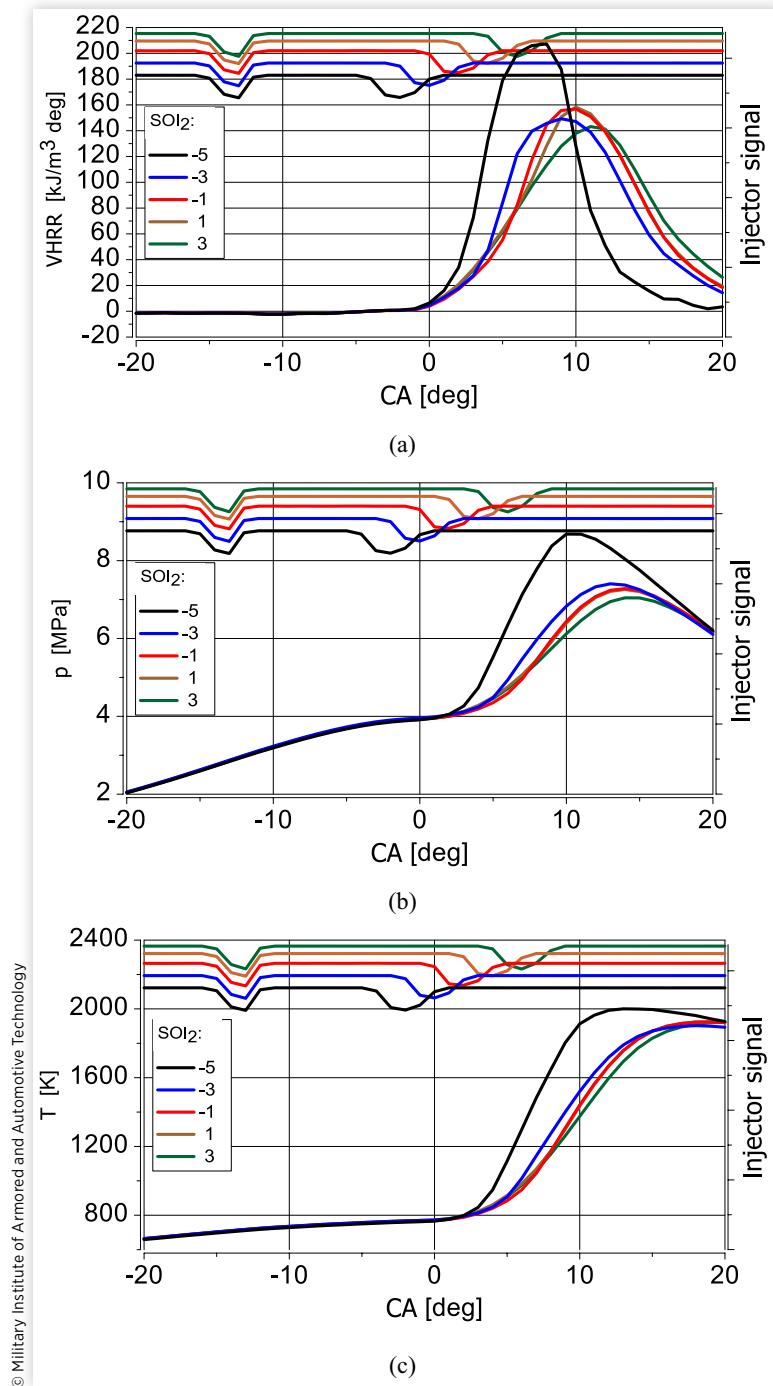 220
200
180
160
140
120
100
80
60
40
20
0
-20
VHRR [kJ/m³ deg]
SOI₂:
-5
-3
-1
1
3
Injector signal
-20 -10 0 10 20
CA [deg]
(a)
10
8
6
4
2
p [MPa]
SOI₂:
-5
-3
-1
1
3
Injector signal
-20 -10 0 10 20
CA [deg]
(b)
2400
2000
1600
1200
800
T [K]
SOI₂:
-5
-3
-1
1
3
Injector signal
-20 -10 0 10 20
CA [deg]
(c)
© Military Institute of Armored and Automotive Technology